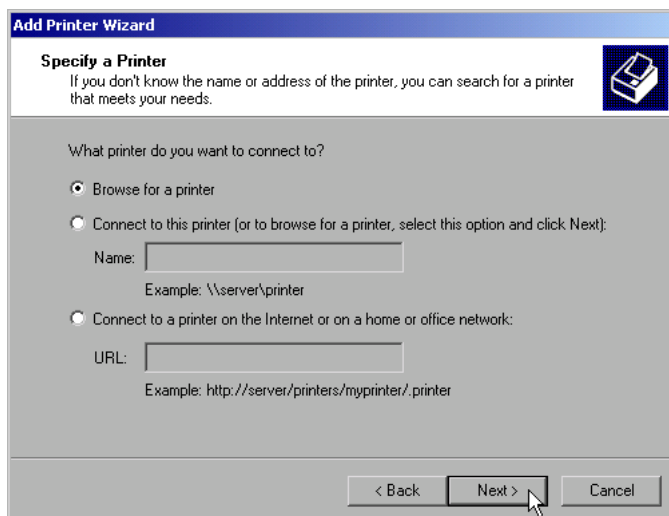 Add Printer Wizard
Specify a Printer
If you don't know the name or address of the printer, you can search for a printer
that meets your needs.
What printer do you want to connect to?
Browse for a printer
Connect to this printer (or to browse for a printer, select this option and click Next):
Name:
Example: \\server\printer
Connect to a printer on the Internet or on a home or office network:
URL:
Example: http://server/printers/myprinter/.printer
< Back Next > Cancel